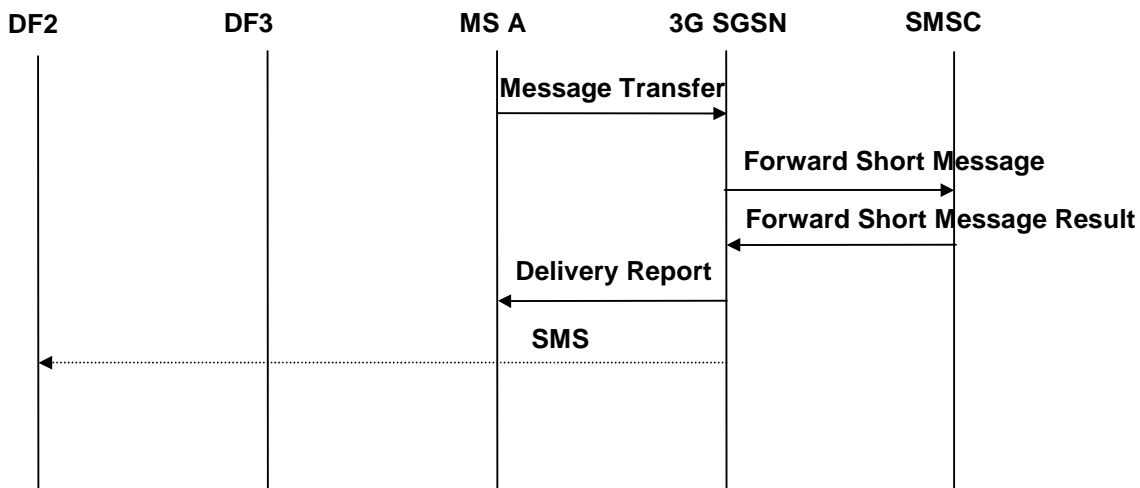 DF2 DF3 MS A 3G SGSN SMSC
Message Transfer
Forward Short Message
Forward Short Message Result
Delivery Report
SMS